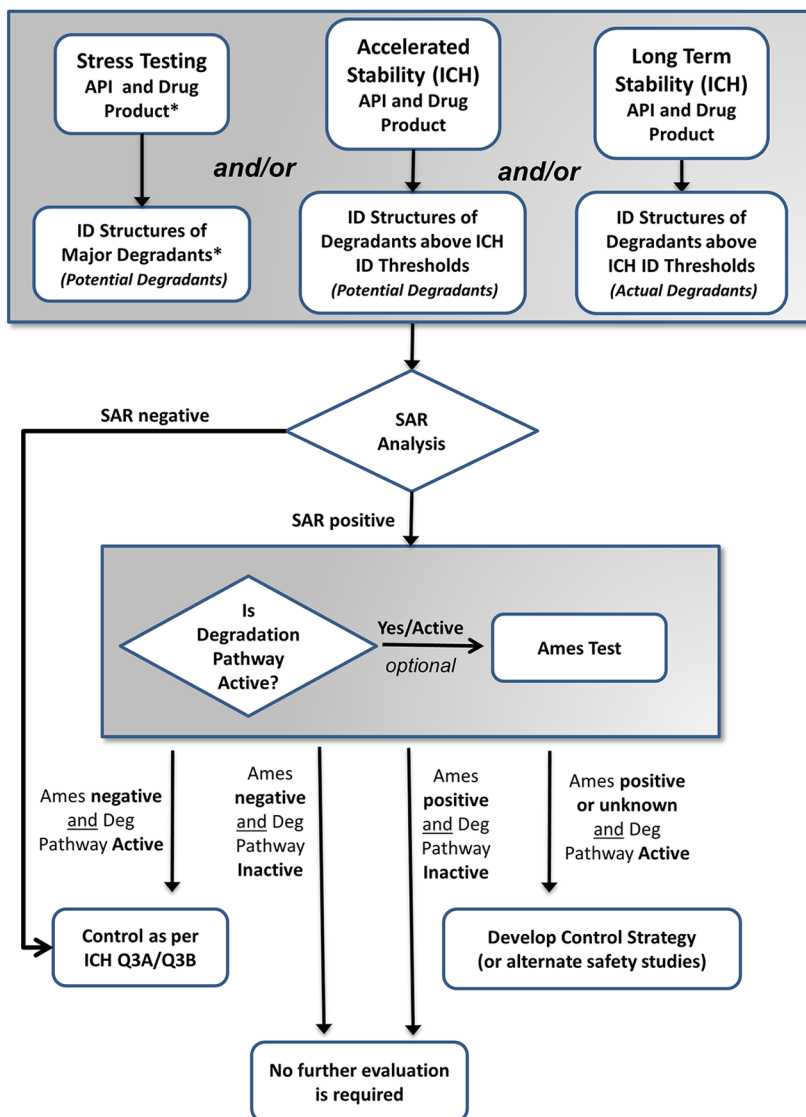 Stress Testing
API and Drug
Product*
Accelerated
Stability (ICH)
API and Drug
Product
Long Term
Stability (ICH)
API and Drug
Product
and/or
and/or
ID Structures of
Major Degradants*
(Potential Degradants)
ID Structures of
Degradants above ICH
ID Thresholds
(Potential Degradants)
ID Structures of
Degradants above
ICH ID Thresholds
(Actual Degradants)
SAR negative
SAR
Analysis
SAR positive
Is
Degradation
Pathway
Active?
Yes/Active
optional
Ames Test
Ames negative
and Deg
Pathway Active
Ames
negative
and Deg
Pathway
Inactive
Ames
positive
and Deg
Pathway
Inactive
Ames positive
or unknown
and Deg
Pathway Active
Control as per
ICH Q3A/Q3B
Develop Control Strategy
(or alternate safety studies)
No further evaluation
is required